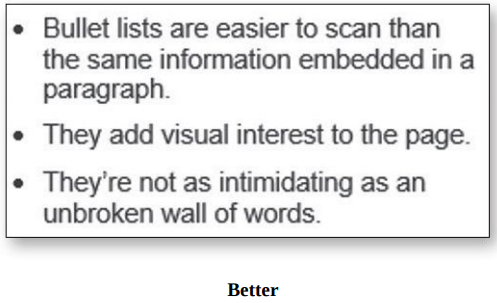 • Bullet lists are easier to scan than
the same information embedded in a
paragraph.
• They add visual interest to the page.
• They’re not as intimidating as an
unbroken wall of words.
Better